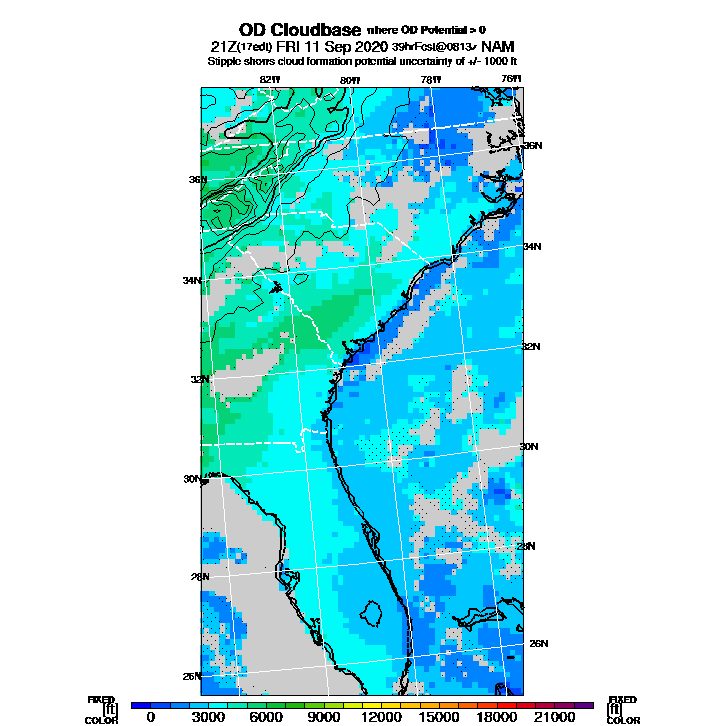 OD Cloudbase where OD Potential > 0
21Z(17edt) FRI 11 Sep 2020 39hrFcst@0813z NAM
Stipple shows cloud formation potential uncertainty of +/- 1000 ft
82W 80W 78W 76W
36N
36N
34N
34N
32N
32N
30N
30N
28N
28N
26N
26N
FIXED FIXED
[ft] [ft]
COLOR COLOR
0 3000 6000 9000 12000 15000 18000 21000